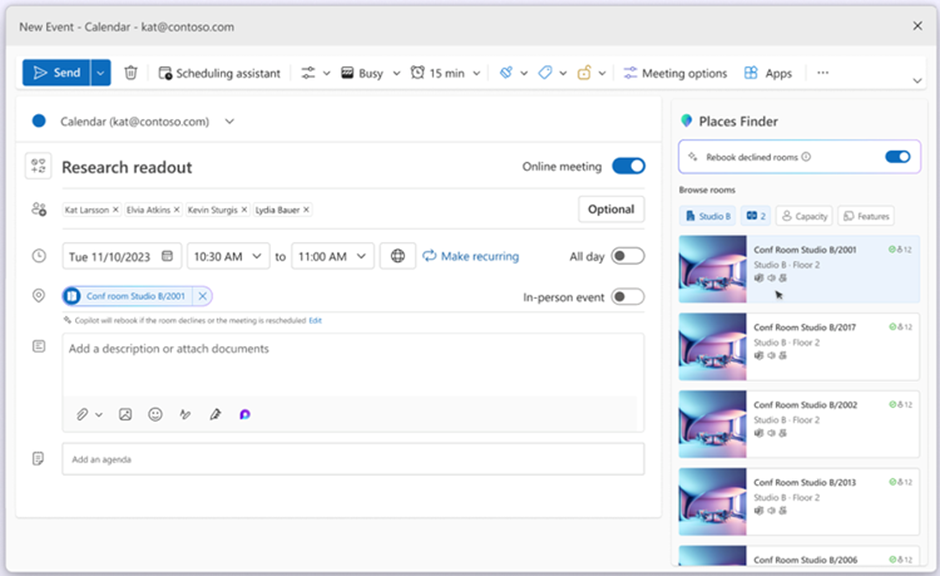 New Event - Calendar - kat@contoso.com
Send
Scheduling assistant
Busy
15 min
Meeting options
Apps
Calendar (kat@contoso.com)
Research readout
Online meeting
Kat Larsson
Elvia Atkins
Kevin Sturgis
Lydia Bauer
Optional
Tue 11/10/2023
10:30 AM
to
11:00 AM
Make recurring
All day
Conf room Studio B/2001
In-person event
Copilot will rebook if the room declines or the meeting is rescheduled Edit
Add a description or attach documents
Add an agenda
Places Finder
Rebook declined rooms
Browse rooms
Studio B
2
Capacity
Features
Conf Room Studio B/2001
12
Studio B · Floor 2
Conf Room Studio B/2017
12
Studio B · Floor 2
Conf Room Studio B/2002
12
Studio B · Floor 2
Conf Room Studio B/2013
12
Studio B · Floor 2
Conf Room Studio B/2006
12